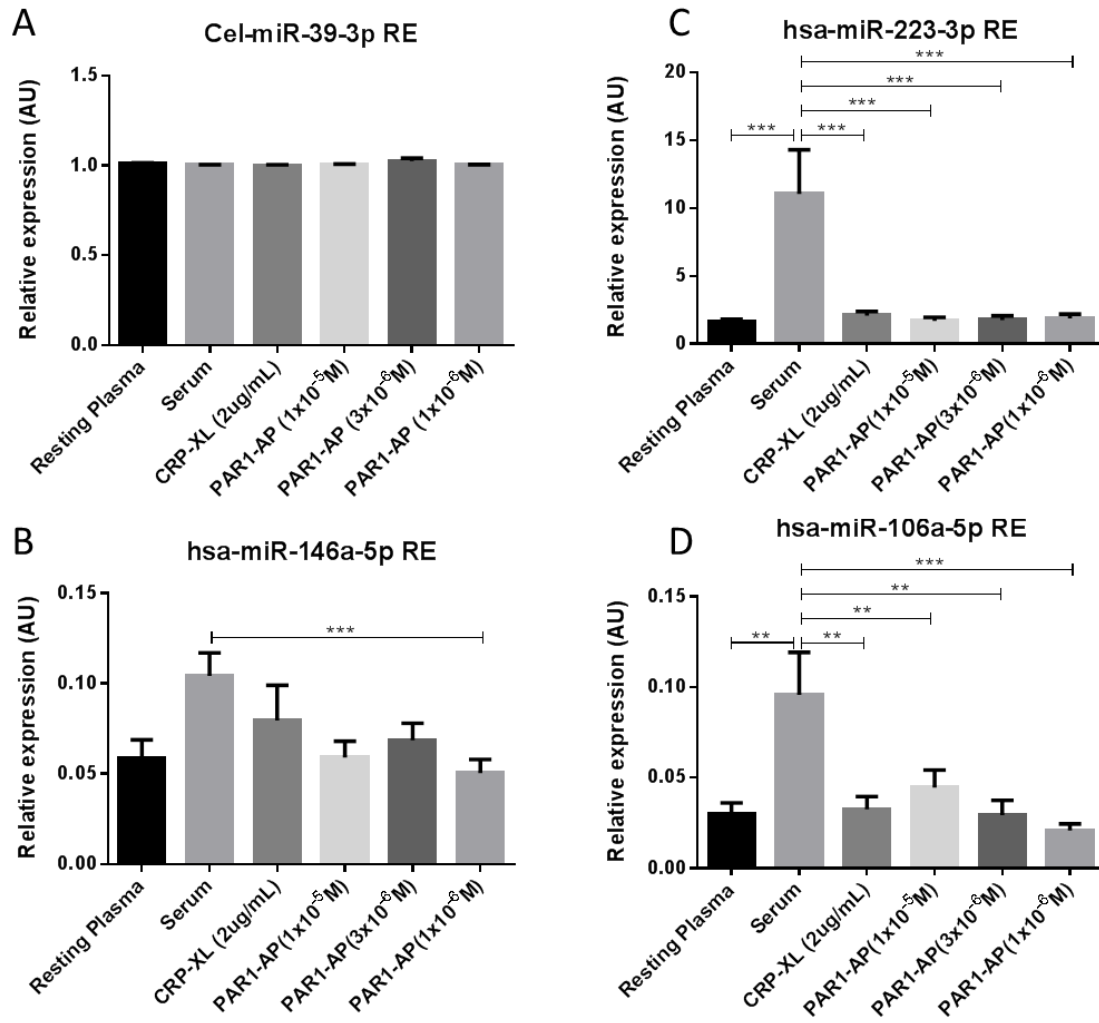 A
Cel-miR-39-3p RE
Relative expression (AU)
1.5
1.0
0.5
0.0
Resting Plasma
Serum
CRP-XL (2ug/mL)
PAR1-AP (1x10⁻⁵M)
PAR1-AP (3x10⁻⁶M)
PAR1-AP (1x10⁻⁶M)
B
hsa-miR-146a-5p RE
Relative expression (AU)
0.15
0.10
0.05
0.00
***
Resting Plasma
Serum
CRP-XL (2ug/mL)
PAR1-AP(1x10⁻⁵M)
PAR1-AP(3x10⁻⁶M)
PAR1-AP(1x10⁻⁶M)
C
hsa-miR-223-3p RE
Relative expression (AU)
20
15
10
5
0
***
***
***
*** ***
Resting Plasma
Serum
CRP-XL (2ug/mL)
PAR1-AP(1x10⁻⁵M)
PAR1-AP(3x10⁻⁶M)
PAR1-AP(1x10⁻⁶M)
D
hsa-miR-106a-5p RE
Relative expression (AU)
0.15
0.10
0.05
0.00
***
**
**
** **
Resting Plasma
Serum
CRP-XL (2ug/mL)
PAR1-AP(1x10⁻⁵M)
PAR1-AP(3x10⁻⁶M)
PAR1-AP(1x10⁻⁶M)